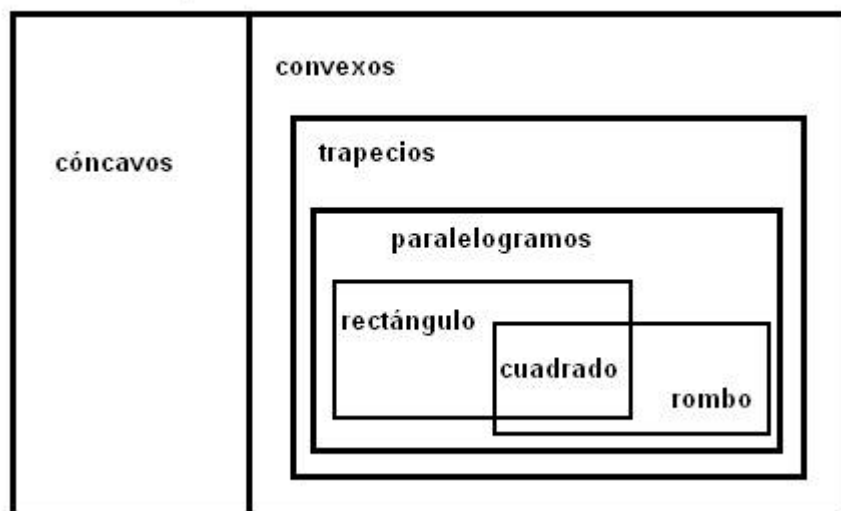 convexos
cóncavos
trapecios
paralelogramos
rectángulo
cuadrado
rombo